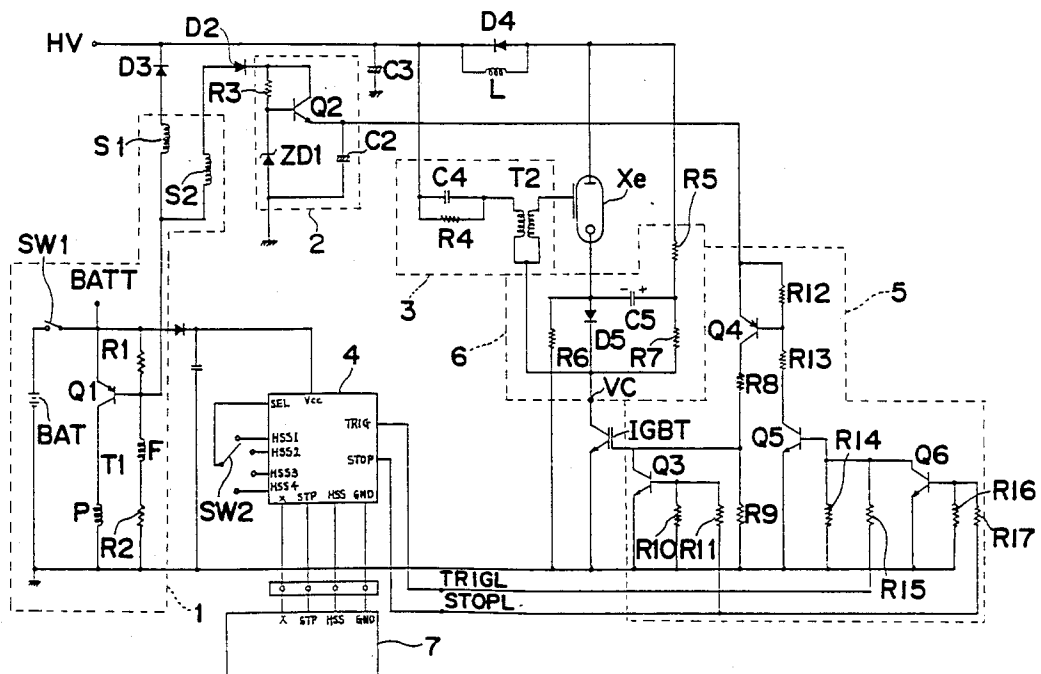 D2
D4
HV
D3
R3
Q2
C3
L
S1
S2
ZD1
C2
C4
T2
Xe
R5
R4
2
3
SW1
BATT
R12
5
C5
Q4
D5
R13
R1
6
R6
R7
4
VC
R8
Q1
SEL
Vcc
TRIG
BAT
F
IGBT
Q5
R14
T1
HSS1
HSS2
STOP
Q3
Q6
HSS3
HSS4
R16
P
SW2
X
STP
HSS
GND
R9
R2
R10
R11
R17
TRIGL
R15
STOPL
1
X
STP
HSS
GND
7